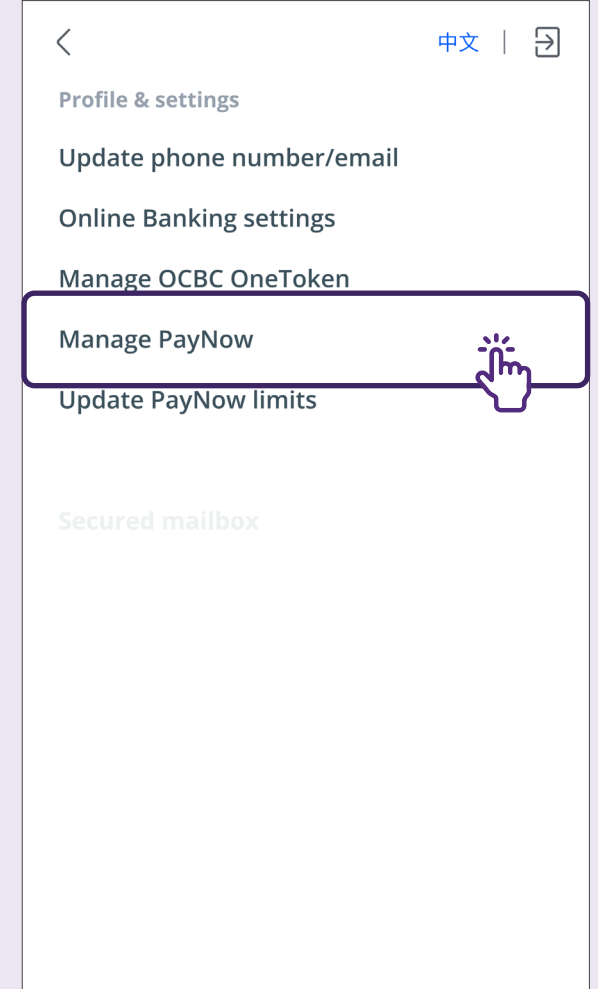 中文 |
Profile & settings
Update phone number/email
Online Banking settings
Manage OCBC OneToken
Manage PayNow
Update PayNow limits
Secured mailbox